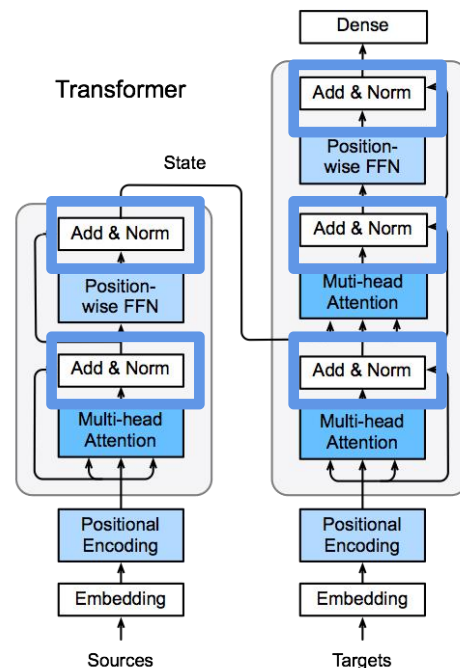 Transformer
State
Add & Norm
Position-
wise FFN
Add & Norm
Multi-head
Attention
Positional
Encoding
Embedding
Sources
Dense
Add & Norm
Position-
wise FFN
Add & Norm
Muti-head
Attention
Add & Norm
Multi-head
Attention
Positional
Encoding
Embedding
Targets